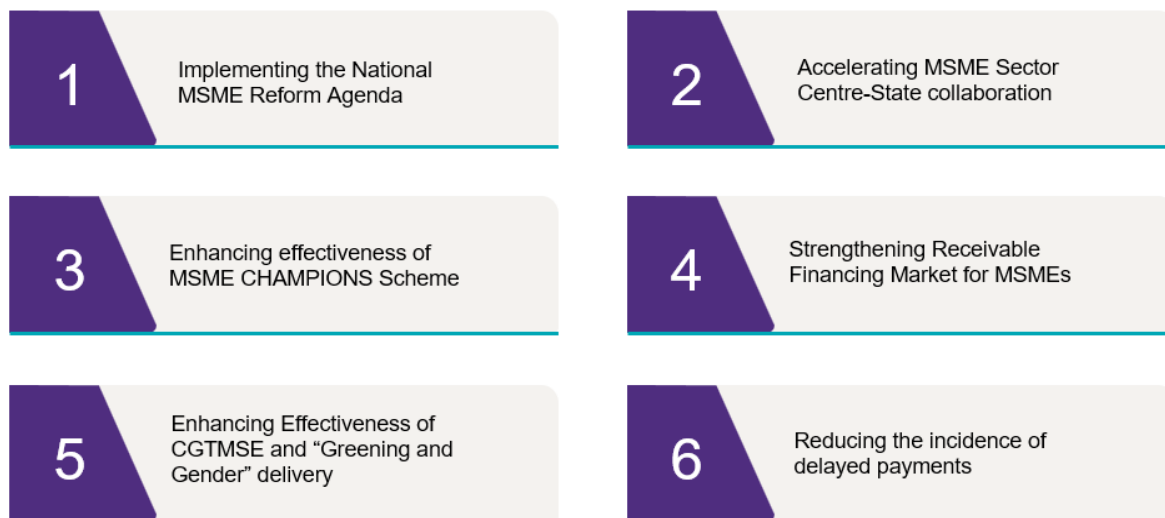 1
Implementing the National
MSME Reform Agenda
2
Accelerating MSME Sector
Centre-State collaboration
3
Enhancing effectiveness of
MSME CHAMPIONS Scheme
4
Strengthening Receivable
Financing Market for MSMEs
5
Enhancing Effectiveness of
CGTMSE and “Greening and
Gender” delivery
6
Reducing the incidence of
delayed payments